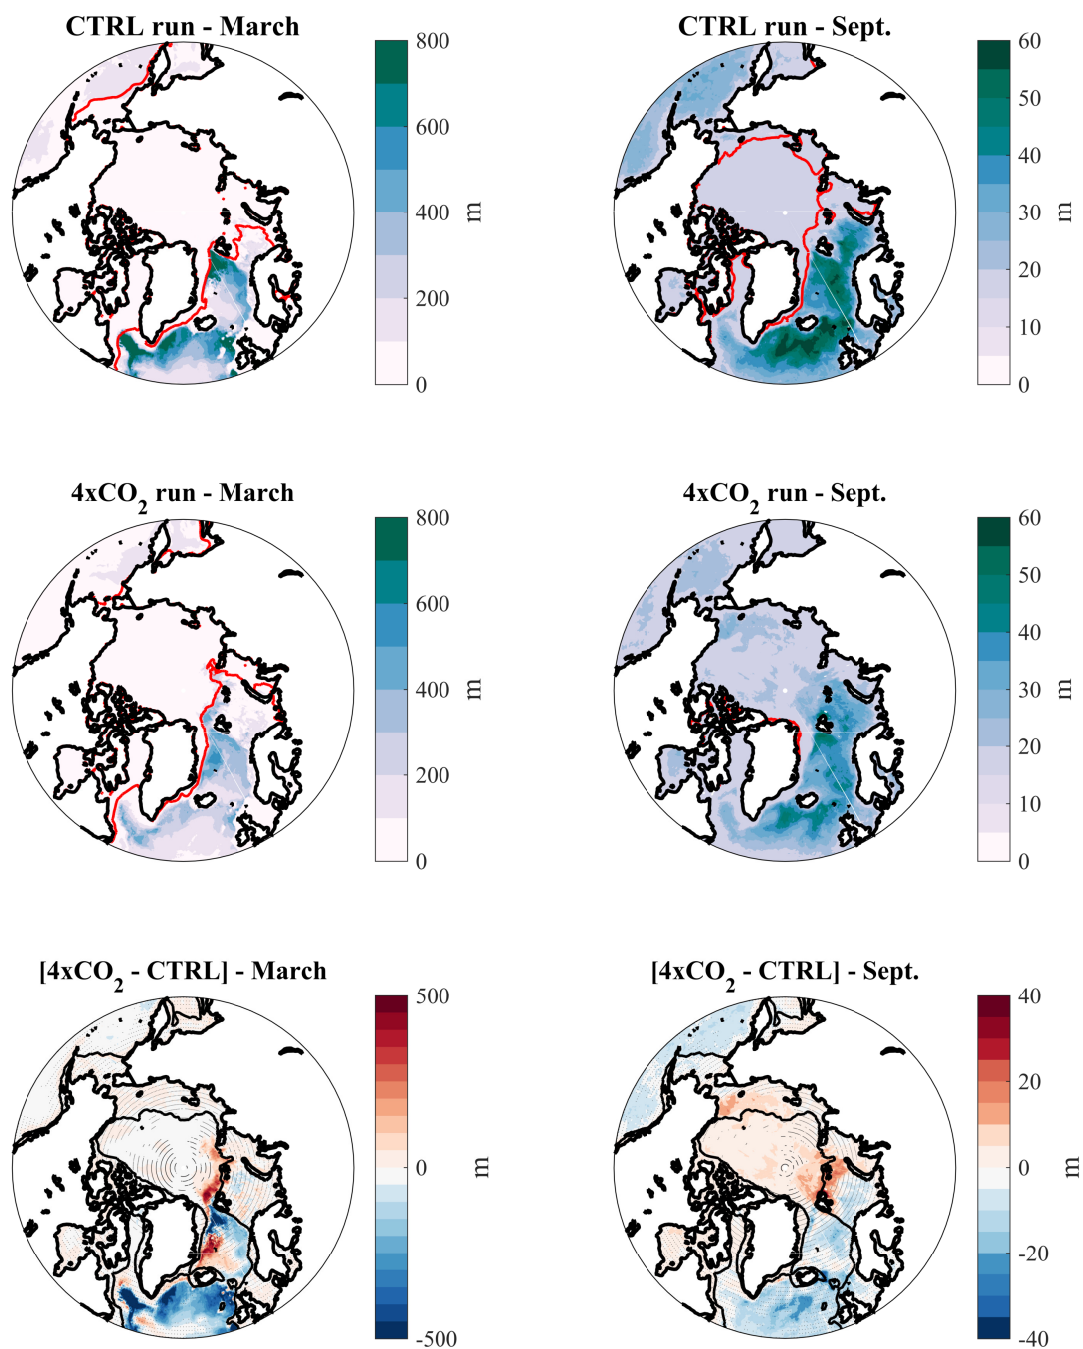 CTRL run - March
800
600
400
200
0
m
CTRL run - Sept.
60
50
40
30
20
10
0
m
4xCO2 run - March
800
600
400
200
0
m
4xCO2 run - Sept.
60
50
40
30
20
10
0
m
[4xCO2 - CTRL] - March
500
0
-500
m
[4xCO2 - CTRL] - Sept.
40
20
0
-20
-40
m